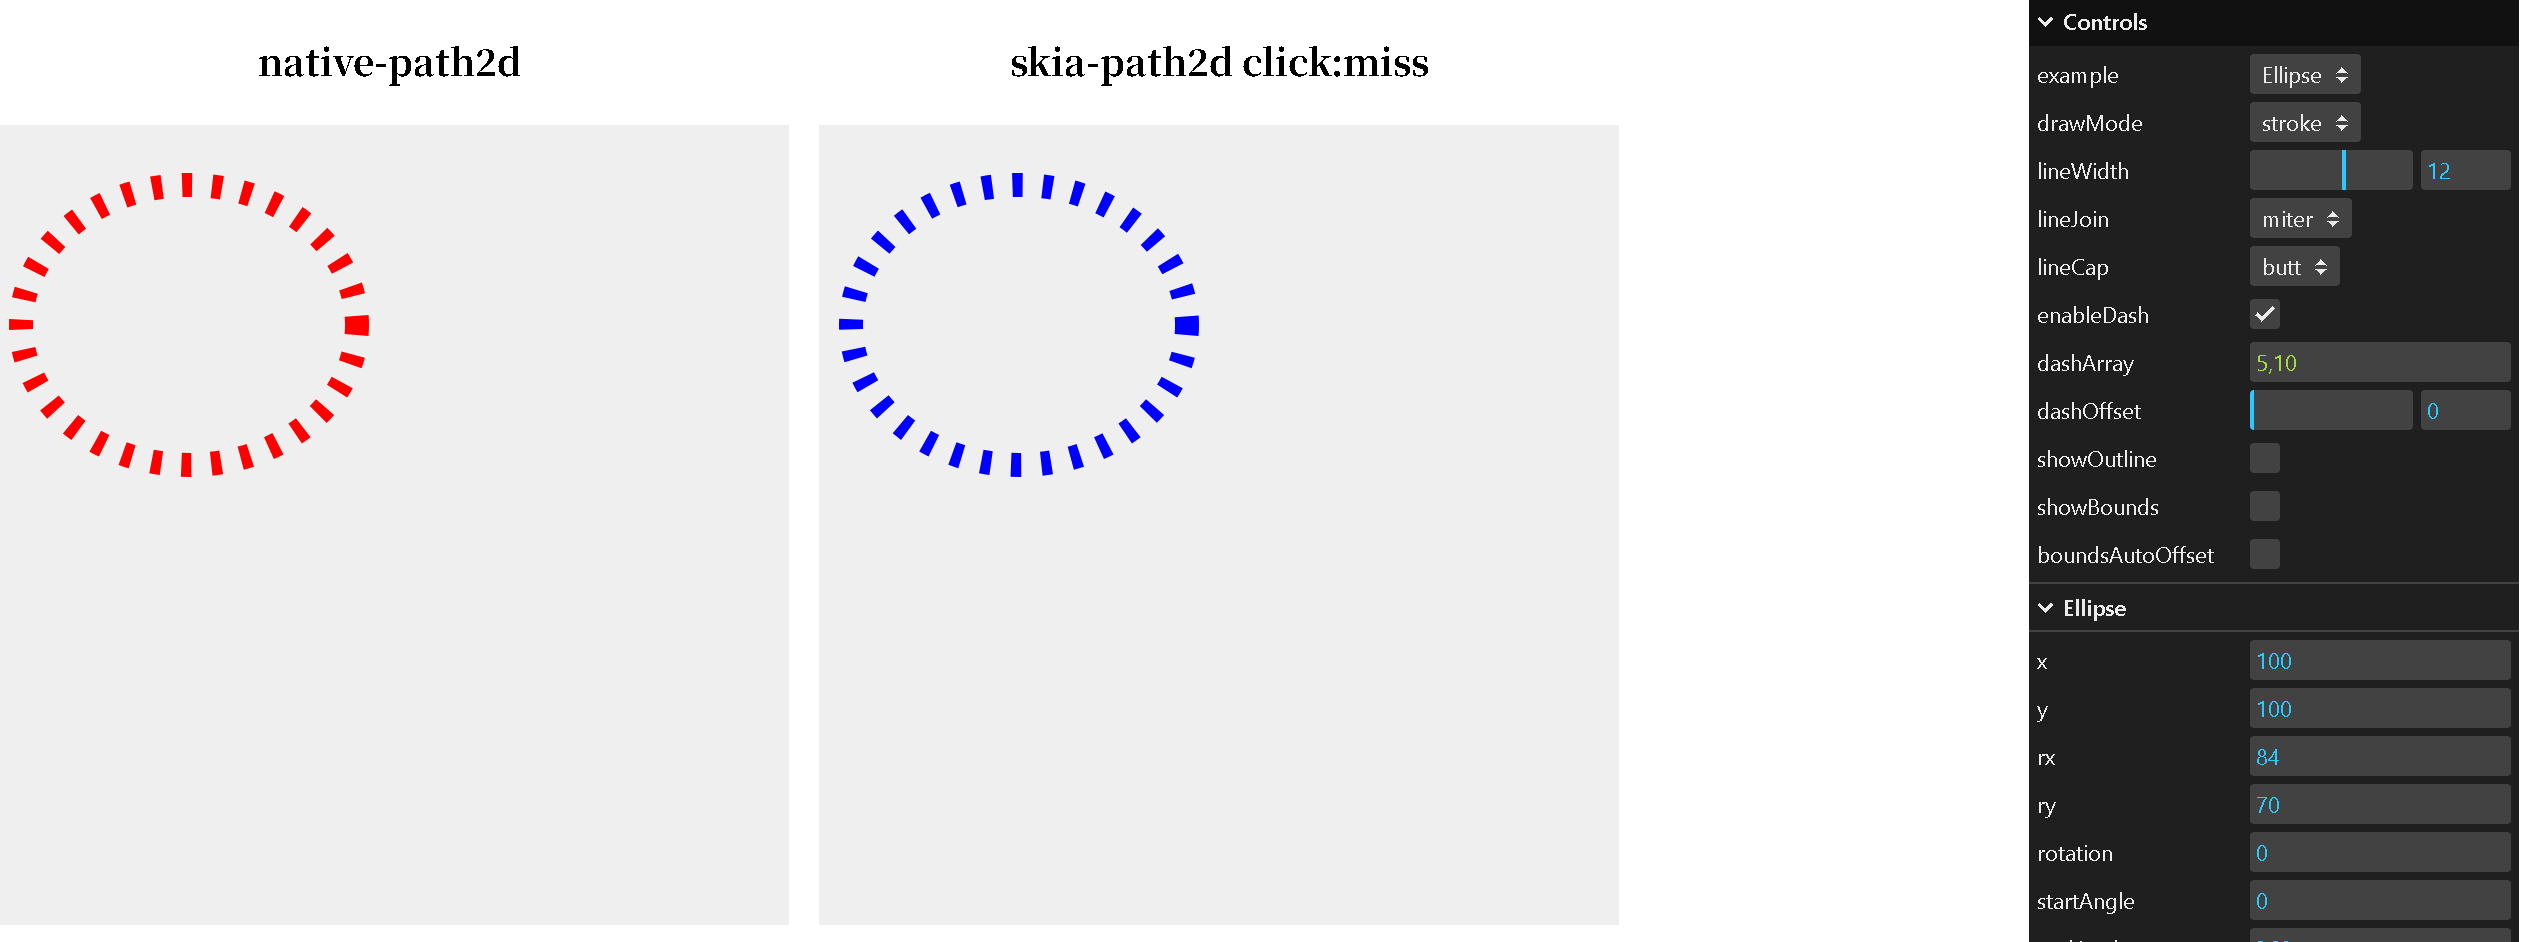 native-path2d
skia-path2d click:miss
Controls
example Ellipse
drawMode stroke
lineWidth 12
lineJoin miter
lineCap butt
enableDash
dashArray 5,10
dashOffset 0
showOutline
showBounds
boundsAutoOffset
Ellipse
x 100
y 100
rx 84
ry 70
rotation 0
startAngle 0